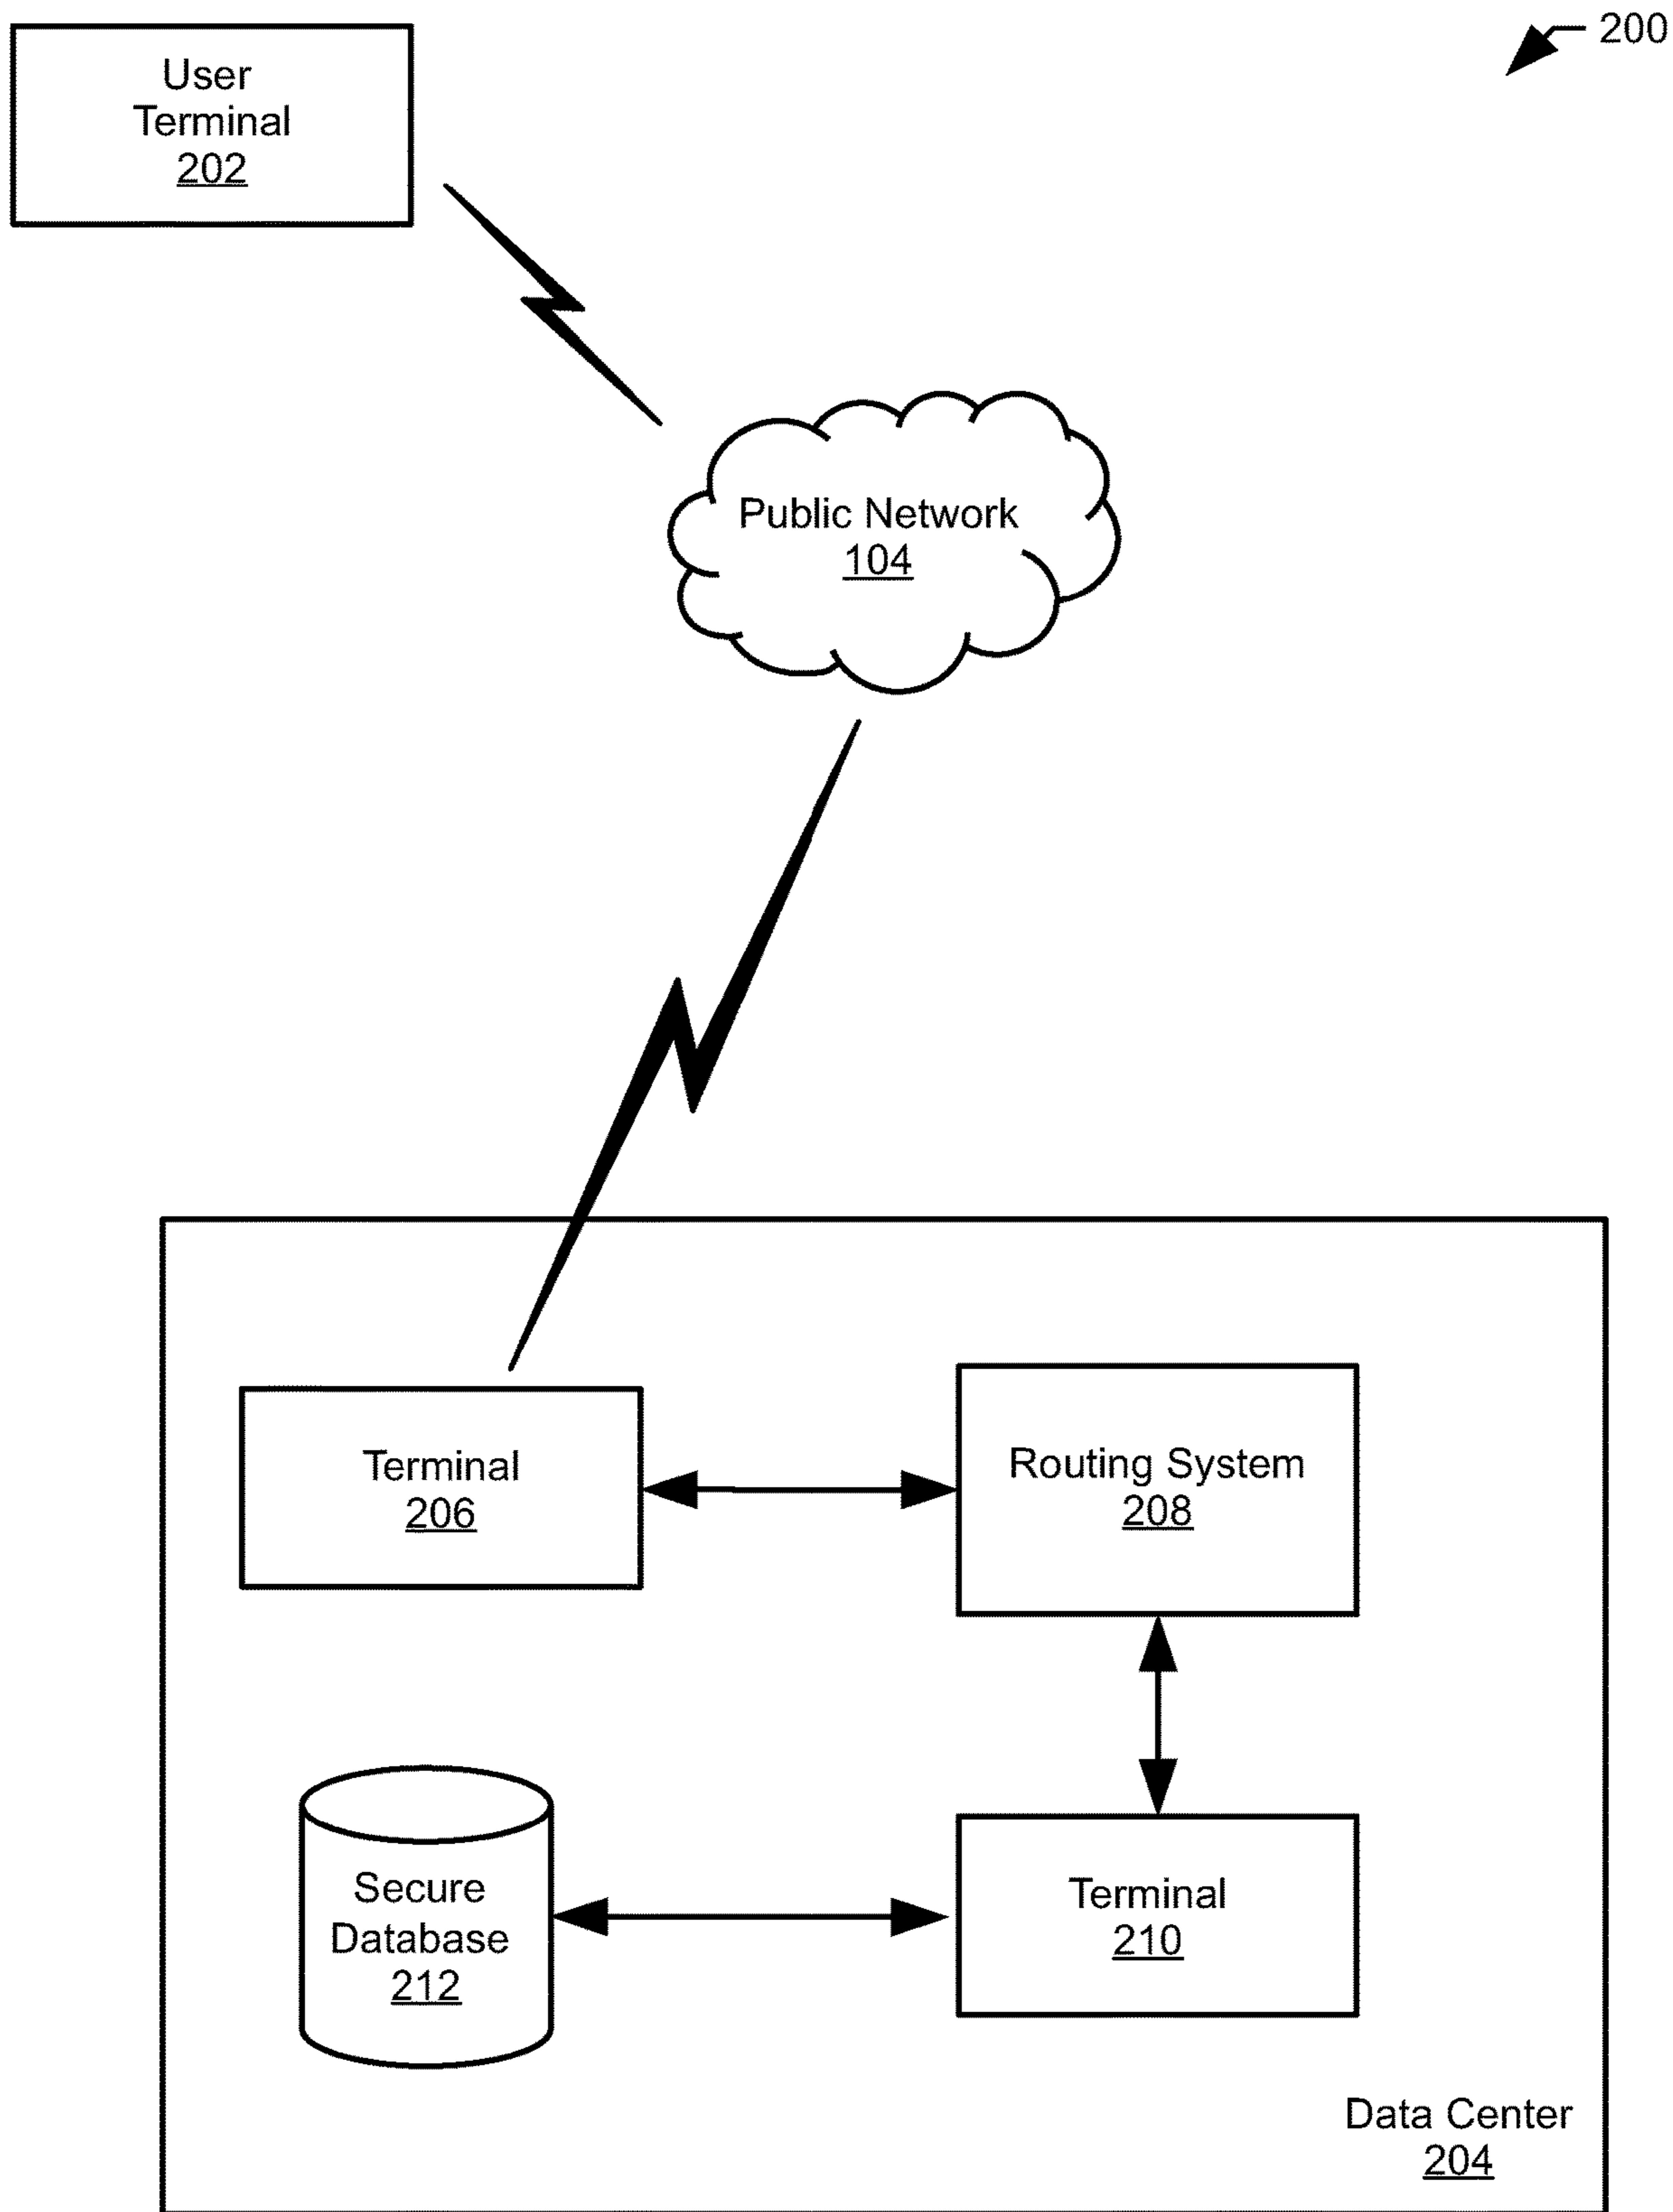 200
User
Terminal
202
Public Network
104
Terminal
206
Routing System
208
Secure
Database
212
Terminal
210
Data Center
204